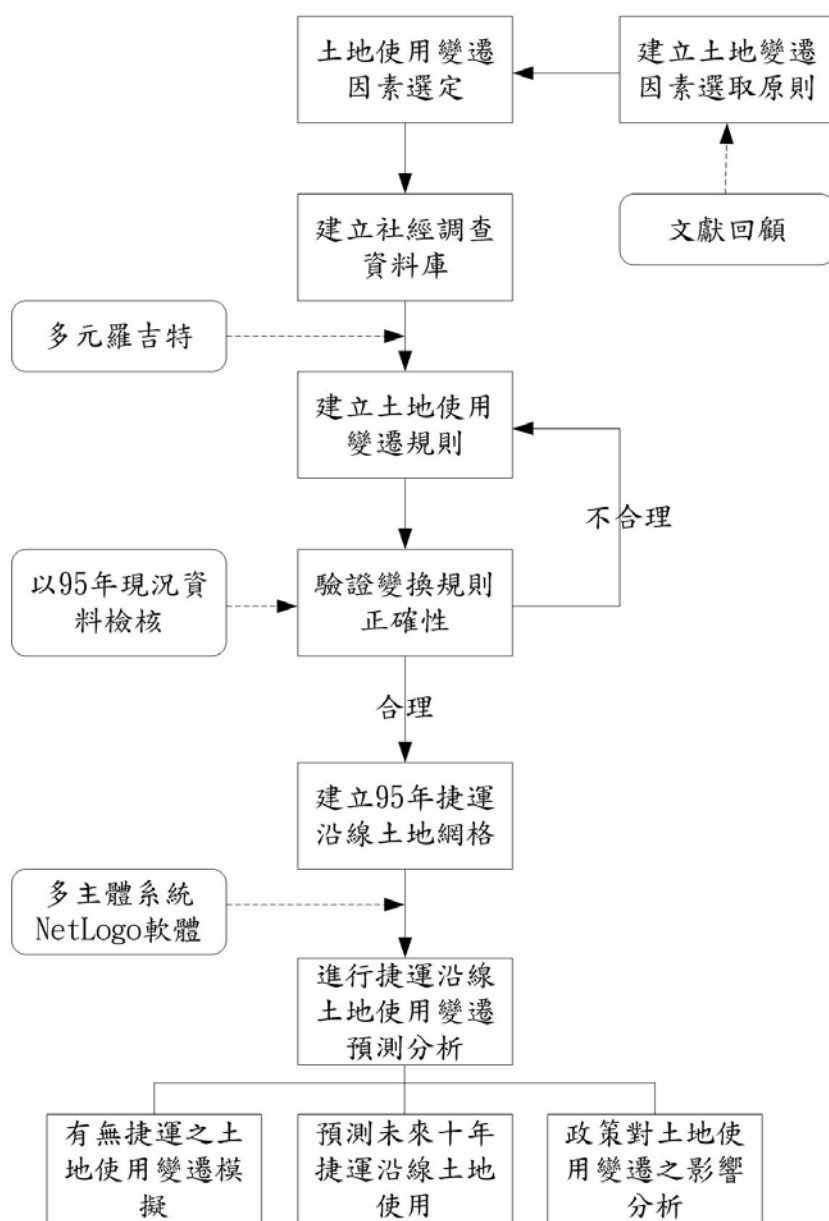 土地使用變遷
因素選定
建立土地變遷
因素選取原則
文獻回顧
建立社經調查
資料庫
多元羅吉特
建立土地使用
變遷規則
不合理
以95年現況資
料檢核
驗證變換規則
正確性
合理
建立95年捷運
沿線土地網格
多主體系統
NetLogo軟體
進行捷運沿線
土地使用變遷
預測分析
有無捷運之土
地使用變遷模
擬
預測未來十年
捷運沿線土地
使用
政策對土地使
用變遷之影響
分析